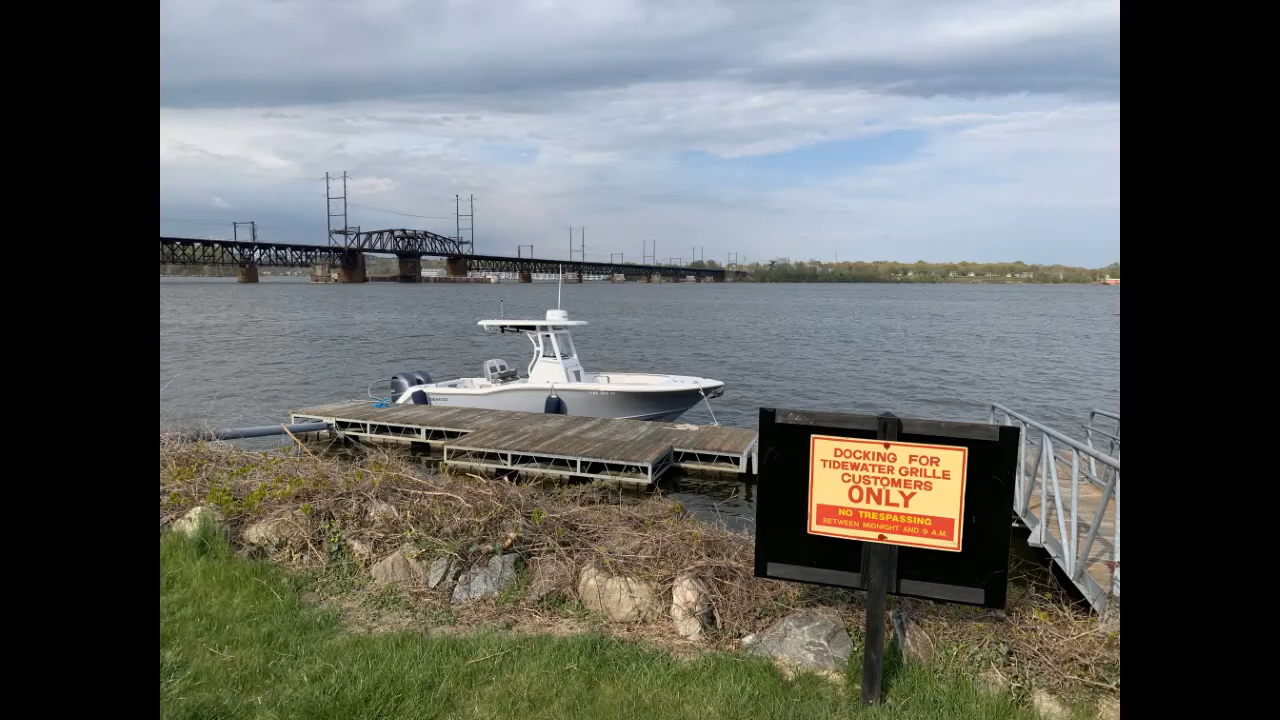 DOCKING FOR
TIDEWATER GRILLE
CUSTOMERS
ONLY
NO TRESPASSING
BETWEEN MIDNIGHT AND 9 A.M.